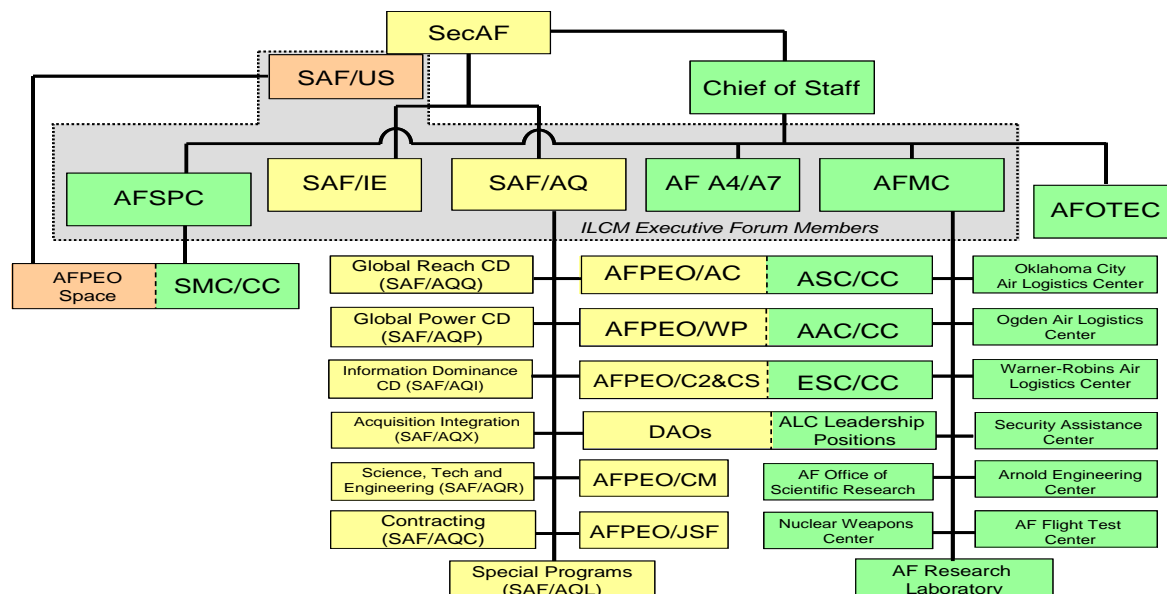 SecAF
SAF/US
Chief of Staff
AFSPC
SAF/IE
SAF/AQ
AF A4/A7
AFMC
AFOTEC
ILCM Executive Forum Members
AFPEO
Space
SMC/CC
Global Reach CD
(SAF/AQQ)
AFPEO/AC
ASC/CC
Oklahoma City
Air Logistics Center
Global Power CD
(SAF/AQP)
AFPEO/WP
AAC/CC
Ogden Air Logistics
Center
Information Dominance
CD (SAF/AQI)
AFPEO/C2&CS
ESC/CC
Warner-Robins Air
Logistics Center
Acquisition Integration
(SAF/AQX)
DAOs
ALC Leadership
Positions
Security Assistance
Center
Science, Tech and
Engineering (SAF/AQR)
AFPEO/CM
AF Office of
Scientific Research
Arnold Engineering
Center
Contracting
(SAF/AQC)
AFPEO/JSF
Nuclear Weapons
Center
AF Flight Test
Center
Special Programs
(SAF/AQL)
AF Research
Laboratory